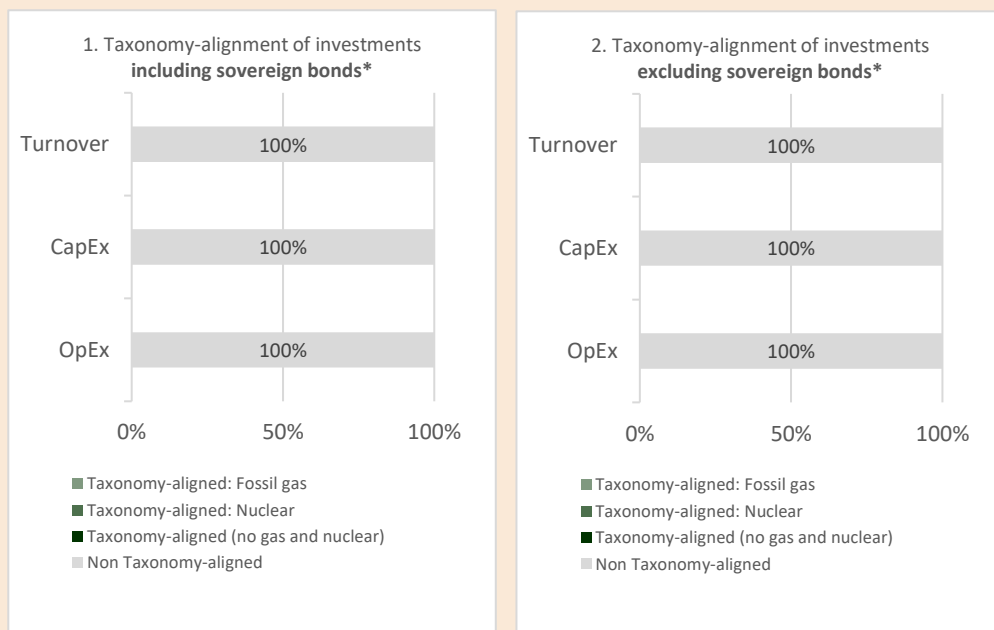 1. Taxonomy-alignment of investments
including sovereign bonds*
Turnover
100%
CapEx
100%
OpEx
100%
0%
50%
100%
Taxonomy-aligned: Fossil gas
Taxonomy-aligned: Nuclear
Taxonomy-aligned (no gas and nuclear)
Non Taxonomy-aligned
2. Taxonomy-alignment of investments
excluding sovereign bonds*
Turnover
100%
CapEx
100%
OpEx
100%
0%
50%
100%
Taxonomy-aligned: Fossil gas
Taxonomy-aligned: Nuclear
Taxonomy-aligned (no gas and nuclear)
Non Taxonomy-aligned